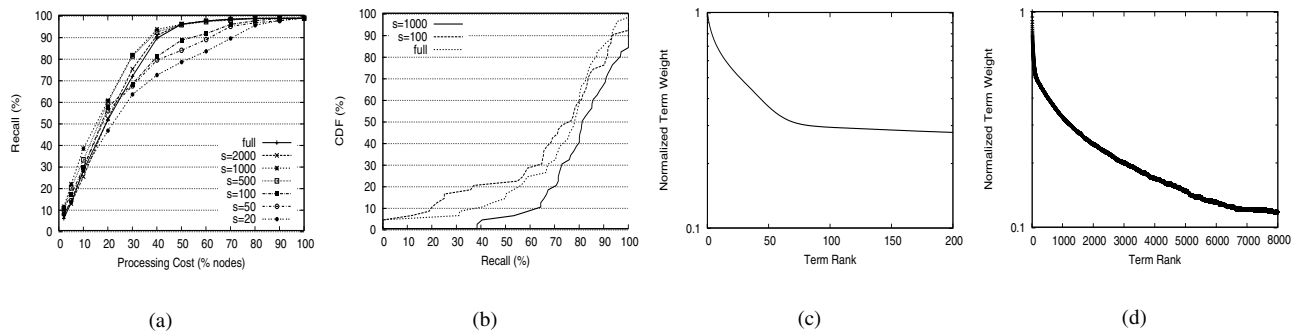 Recall (%)
100
90
80
70
60
50
40
30
20
10
0
full
s=2000
s=1000
s=500
s=100
s=50
s=20
0 10 20 30 40 50 60 70 80 90 100
Processing Cost (% nodes)
(a)
CDF (%)
100
90
80
70
60
50
40
30
20
10
0
s=1000
s=100
full
0 10 20 30 40 50 60 70 80 90 100
Recall (%)
(b)
Normalized Term Weight
1
0.1
0 50 100 150 200
Term Rank
(c)
Normalized Term Weight
1
0.1
0 1000 2000 3000 4000 5000 6000 7000 8000
Term Rank
(d)